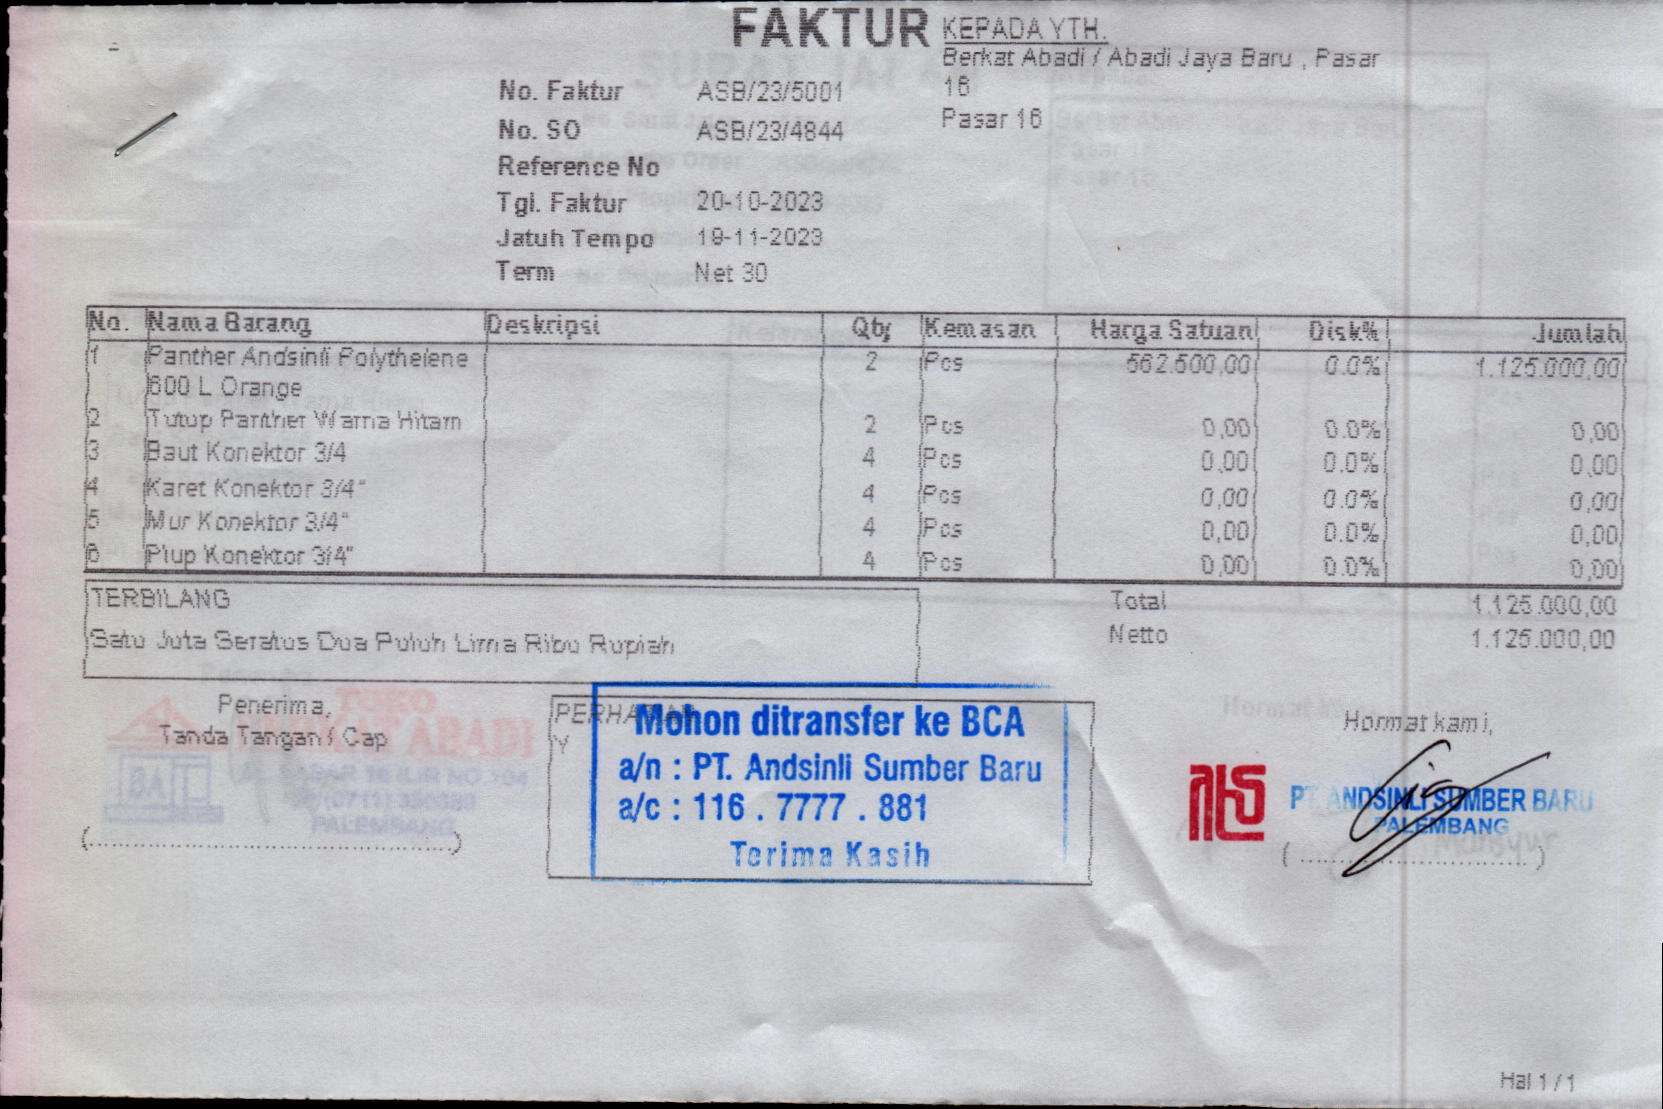 FAKTUR
KEPADA YTH.
Berkat Abadi / Abadi Jaya Baru , Pasar
16
Pasar 16
No. Faktur ASB/23/5001
No. SO ASB/23/4844
Reference No
Tgl. Faktur 20-10-2023
Jatuh Tempo 19-11-2023
Term Net 30
No. Nama Barang Deskripsi Qty Kemasan Harga Satuan Disk% Jumlah
1 Panther Andsinli Polythelene 2 Pcs 562.500,00 0.0% 1.125.000,00
600 L Orange
2 Tutup Panther Warna Hitam 2 Pcs 0,00 0.0% 0,00
3 Baut Konektor 3/4 4 Pcs 0,00 0.0% 0,00
4 Karet Konektor 3/4" 4 Pcs 0,00 0.0% 0,00
5 Mur Konektor 3/4" 4 Pcs 0,00 0.0% 0,00
6 Plup Konektor 3/4" 4 Pcs 0,00 0.0% 0,00
TERBILANG
Satu Juta Seratus Dua Puluh Lima Ribu Rupiah
Total 1.125.000,00
Netto 1.125.000,00
Penerima,
Tanda Tangan / Cap
TOKO
ABADI
PALEMBANG
PERHATIAN
Y
Mohon ditransfer ke BCA
a/n : PT. Andsinli Sumber Baru
a/c : 116 . 7777 . 881
Terima Kasih
Hormat kami,
PT. ANDSINLI SUMBER BARU
PALEMBANG
Hal 1 / 1